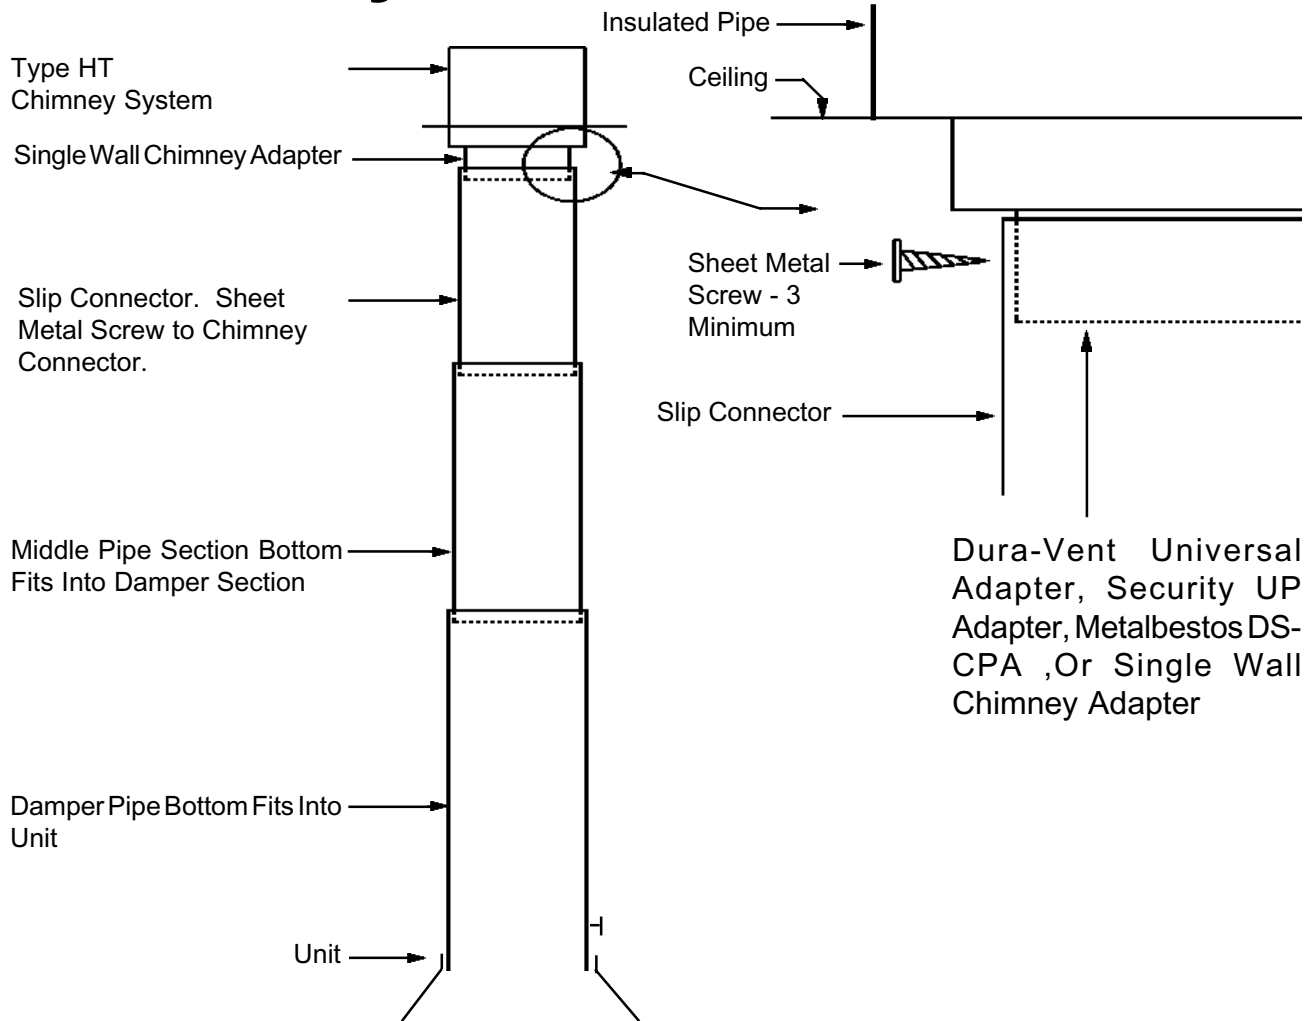 Type HT
Chimney System
Single Wall Chimney Adapter
Slip Connector.  Sheet
Metal Screw to Chimney
Connector.
Middle Pipe Section Bottom
Fits Into Damper Section
Damper Pipe Bottom Fits Into
Unit
Unit
Insulated Pipe
Ceiling
Sheet Metal
Screw - 3
Minimum
Slip Connector
Dura-Vent Universal
Adapter, Security UP
Adapter, Metalbestos DS-
CPA ,Or Single Wall
Chimney Adapter